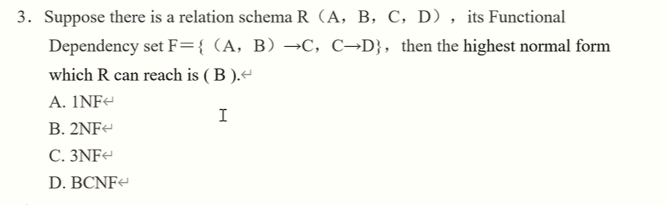 3. Suppose there is a relation schema R（A，B，C，D），its Functional
Dependency set F={（A，B）→C，C→D}，then the highest normal form
which R can reach is ( B ).↵
A. 1NF↵
B. 2NF↵
C. 3NF↵
D. BCNF↵